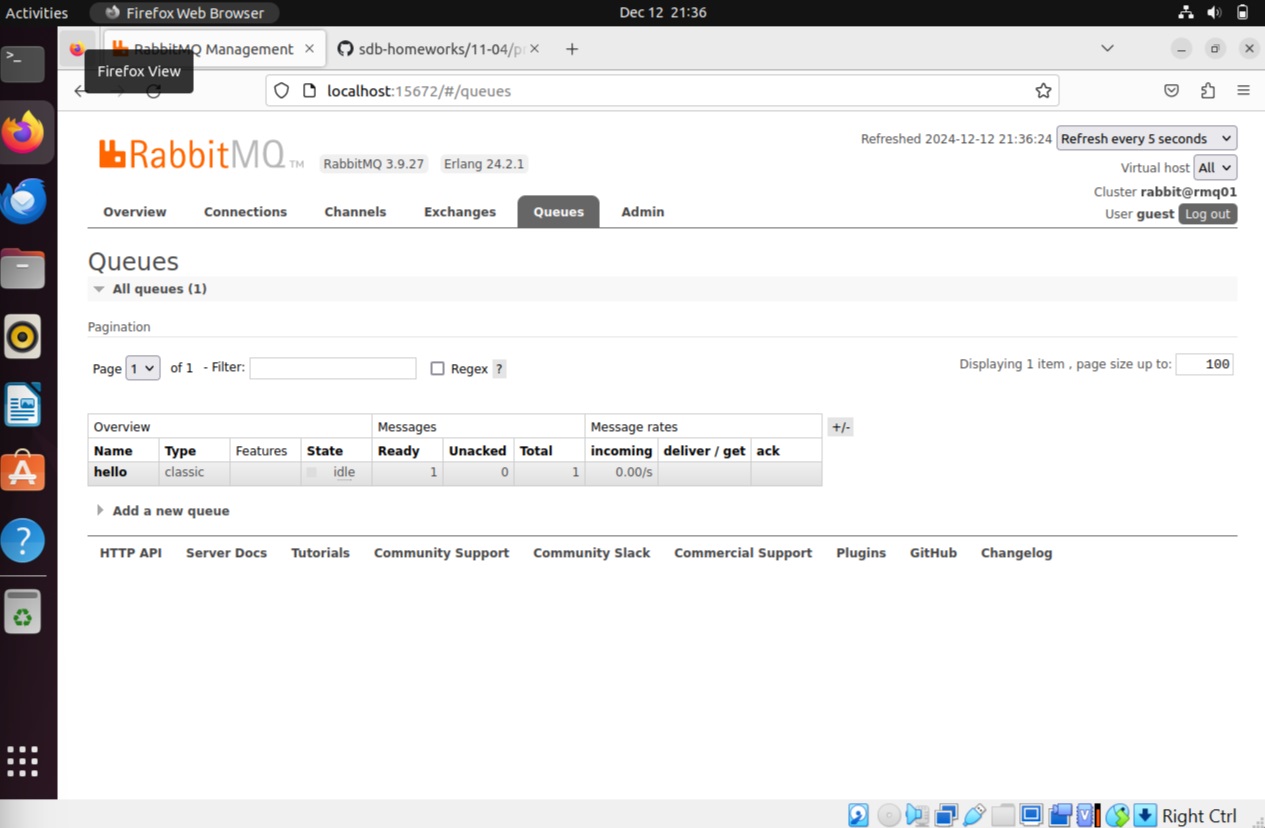 Activities Firefox Web Browser Dec 12 21:36
RabbitMQ Management × sdb-homeworks/11-04/pr × +
Firefox View
localhost:15672/#/queues
RabbitMQ TM RabbitMQ 3.9.27 Erlang 24.2.1
Refreshed 2024-12-12 21:36:24 Refresh every 5 seconds
Virtual host All
Cluster rabbit@rmq01
User guest Log out
Overview Connections Channels Exchanges Queues Admin
Queues
All queues (1)
Pagination
Page 1 of 1 - Filter: Regex ?
Displaying 1 item , page size up to: 100
Overview Messages Message rates +/-
Name Type Features State Ready Unacked Total incoming deliver / get ack
hello classic idle 1 0 1 0.00/s
Add a new queue
HTTP API Server Docs Tutorials Community Support Community Slack Commercial Support Plugins GitHub Changelog
Right Ctrl